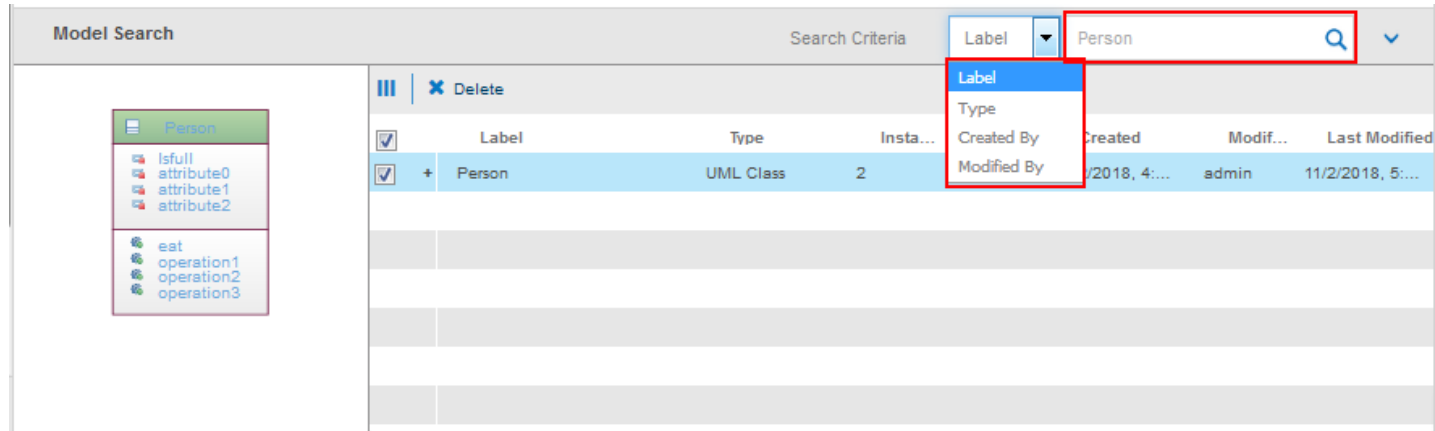 Model Search
Search Criteria
Label
Person
Label
Type
Created By
Modified By
Delete
Label Type Insta... Created Modif... Last Modified
+ Person UML Class 2 /2018, 4:... admin 11/2/2018, 5:...
Person
Isfull
attribute0
attribute1
attribute2
eat
operation1
operation2
operation3